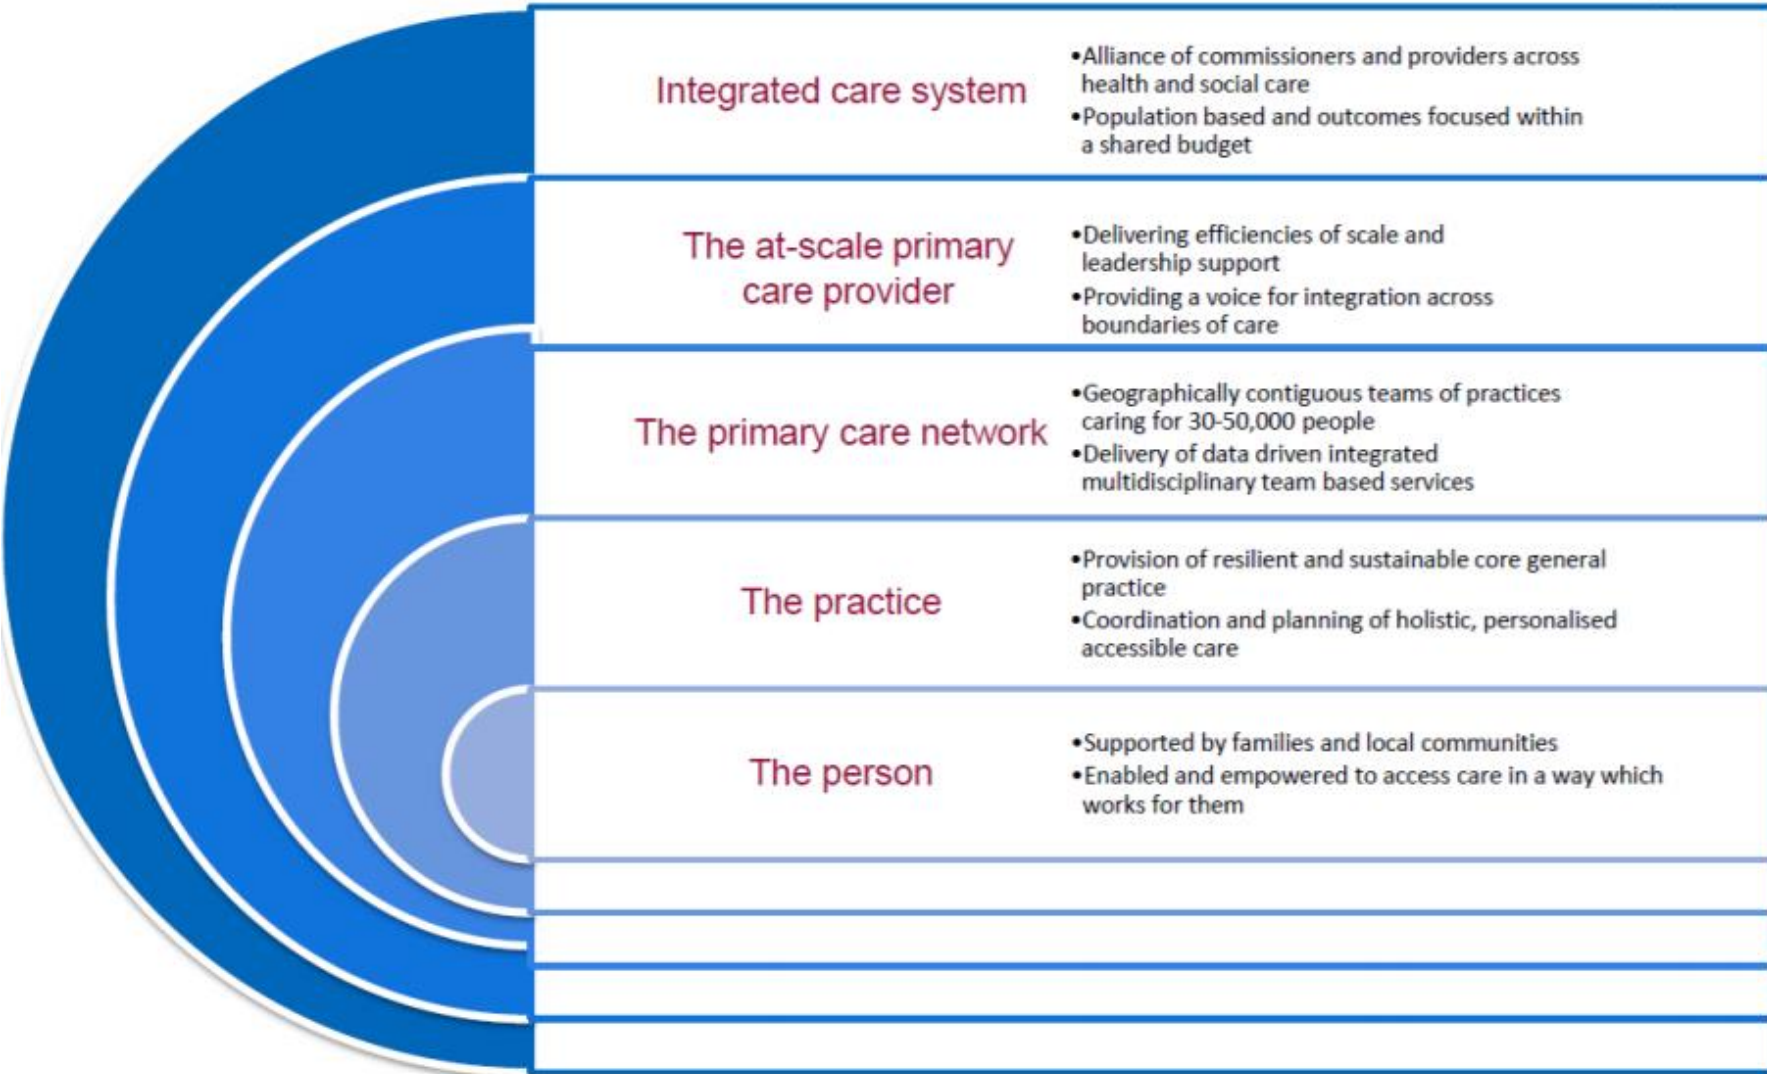 Integrated care system
•Alliance of commissioners and providers across
health and social care
•Population based and outcomes focused within
a shared budget
The at-scale primary
care provider
•Delivering efficiencies of scale and
leadership support
•Providing a voice for integration across
boundaries of care
The primary care network
•Geographically contiguous teams of practices
caring for 30-50,000 people
•Delivery of data driven integrated
multidisciplinary team based services
The practice
•Provision of resilient and sustainable core general
practice
•Coordination and planning of holistic, personalised
accessible care
The person
•Supported by families and local communities
•Enabled and empowered to access care in a way which
works for them